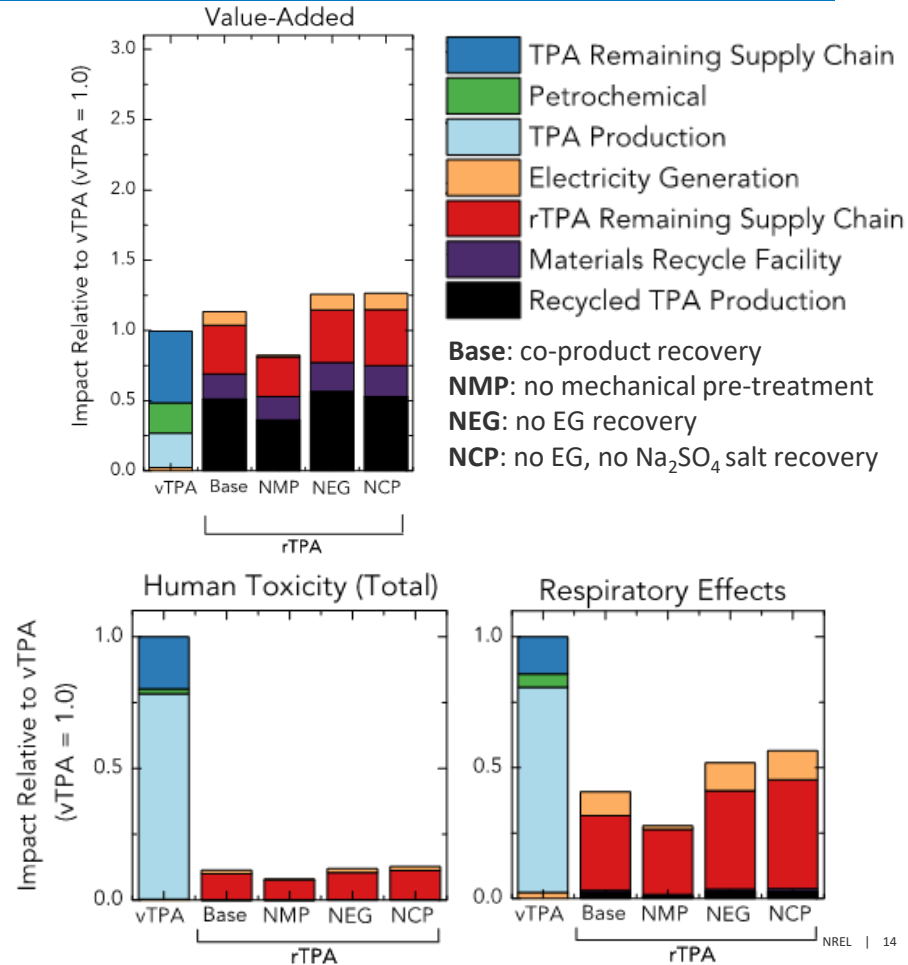 Value-Added
Impact Relative to vTPA (vTPA = 1.0)
3.0
2.5
2.0
1.5
1.0
0.5
0.0
vTPA Base NMP NEG NCP
rTPA
TPA Remaining Supply Chain
Petrochemical
TPA Production
Electricity Generation
rTPA Remaining Supply Chain
Materials Recycle Facility
Recycled TPA Production
Base: co-product recovery
NMP: no mechanical pre-treatment
NEG: no EG recovery
NCP: no EG, no Na₂SO₄ salt recovery
Human Toxicity (Total)
Impact Relative to vTPA
(vTPA = 1.0)
1.0
0.5
0.0
vTPA Base NMP NEG NCP
rTPA
Respiratory Effects
1.0
0.5
0.0
vTPA Base NMP NEG NCP
rTPA
NREL | 14